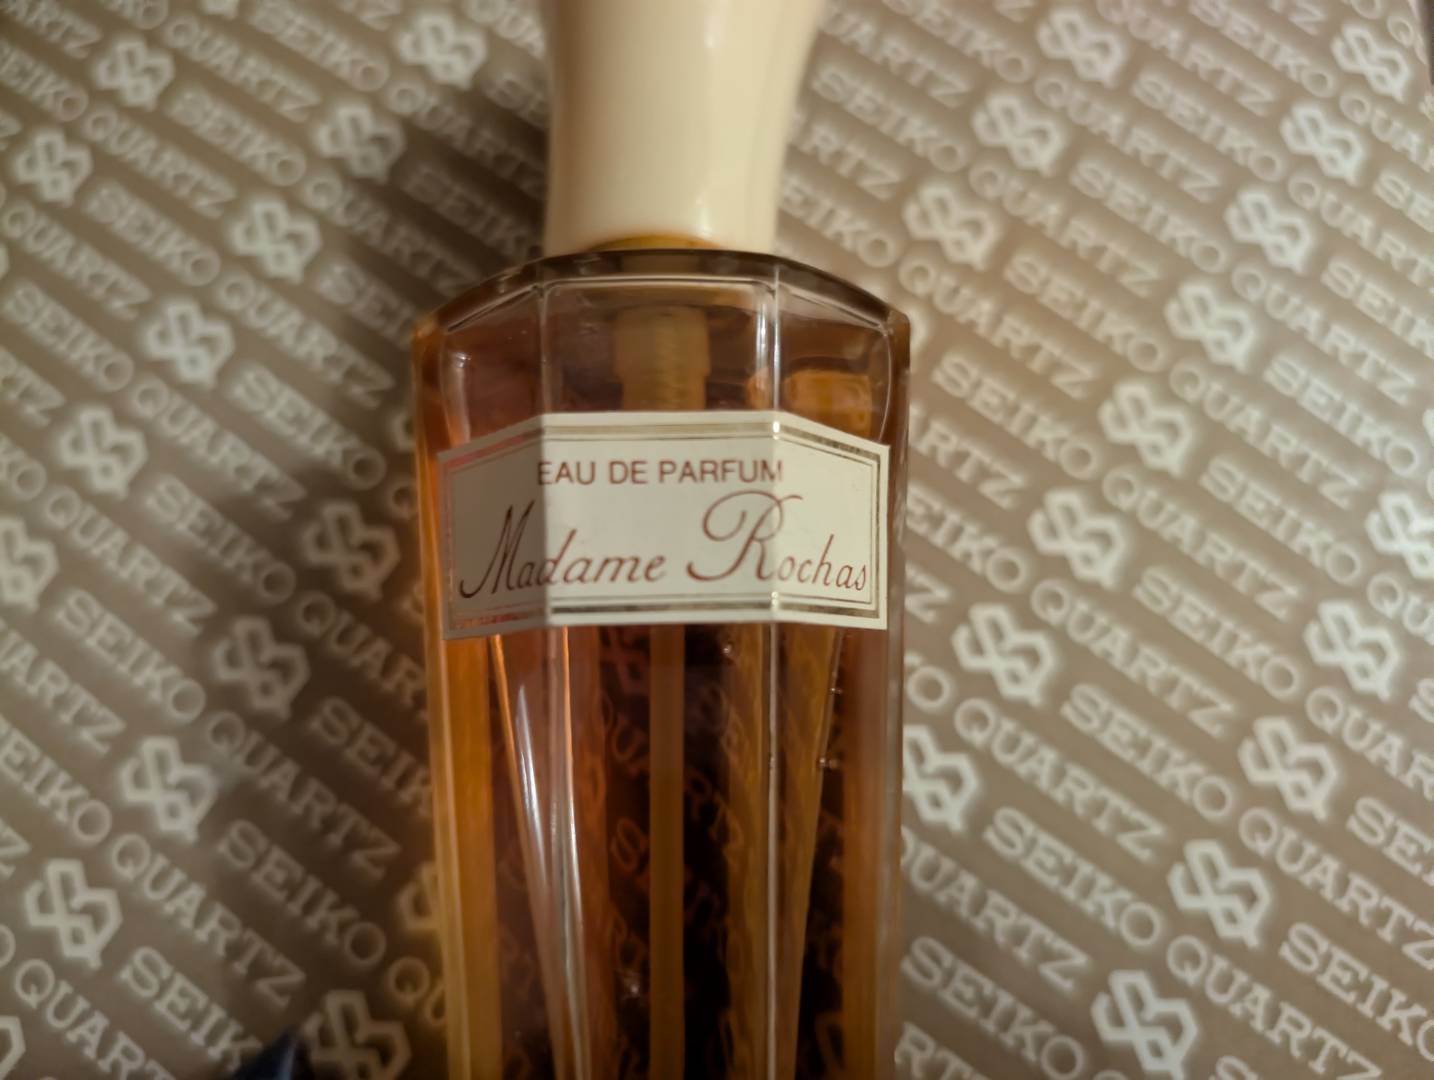 EAU DE PARFUM
Madame Rochas
SEIKO QUARTZ